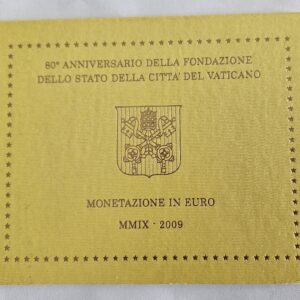 80° ANNIVERSARIO DELLA FONDAZIONE
DELLO STATO DELLA CITTA' DEL VATICANO
MONETAZIONE IN EURO
MMIX - 2009